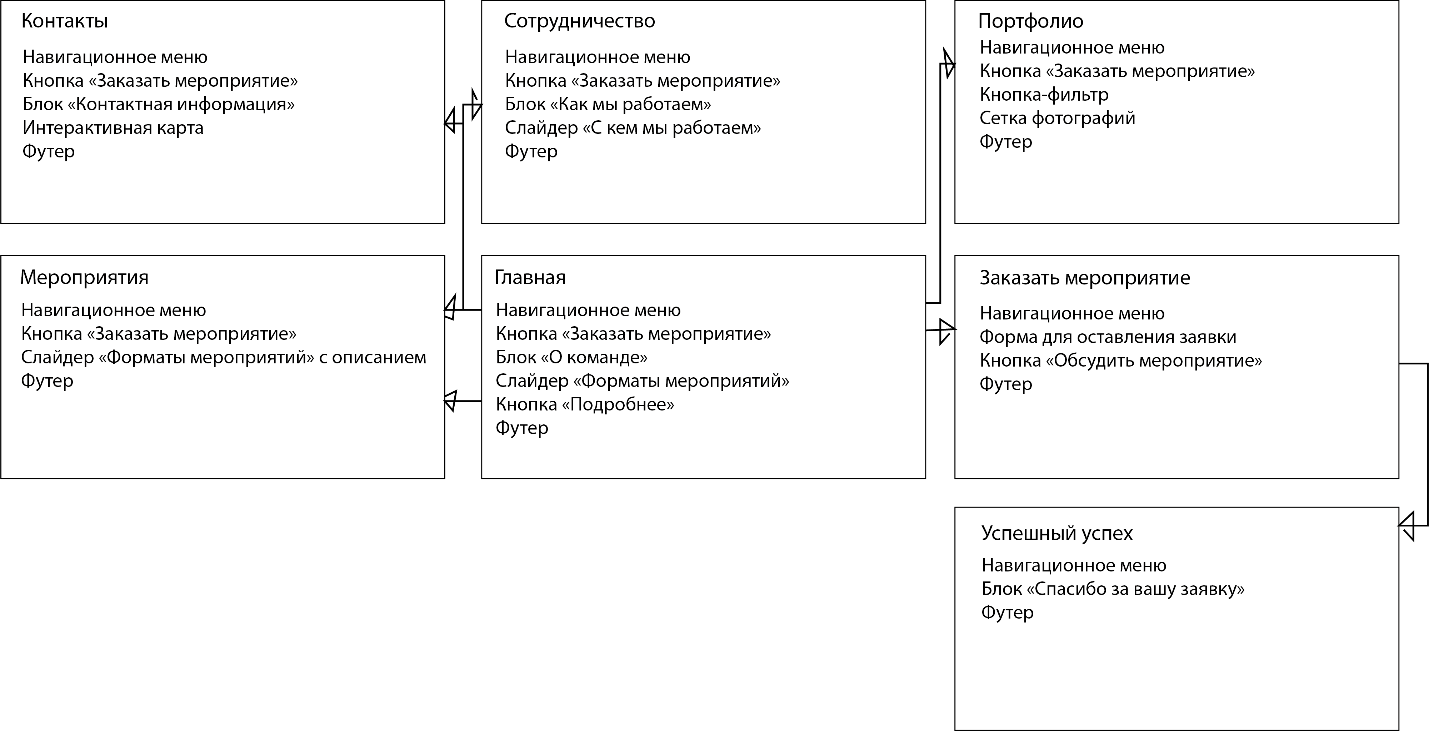 Контакты
Навигационное меню
Кнопка «Заказать мероприятие»
Блок «Контактная информация»
Интерактивная карта
Футер
Сотрудничество
Навигационное меню
Кнопка «Заказать мероприятие»
Блок «Как мы работаем»
Слайдер «С кем мы работаем»
Футер
Портфолио
Навигационное меню
Кнопка «Заказать мероприятие»
Кнопка-фильтр
Сетка фотографий
Футер
Мероприятия
Навигационное меню
Кнопка «Заказать мероприятие»
Слайдер «Форматы мероприятий» с описанием
Футер
Главная
Навигационное меню
Кнопка «Заказать мероприятие»
Блок «О команде»
Слайдер «Форматы мероприятий»
Кнопка «Подробнее»
Футер
Заказать мероприятие
Навигационное меню
Форма для оставления заявки
Кнопка «Обсудить мероприятие»
Футер
Успешный успех
Навигационное меню
Блок «Спасибо за вашу заявку»
Футер